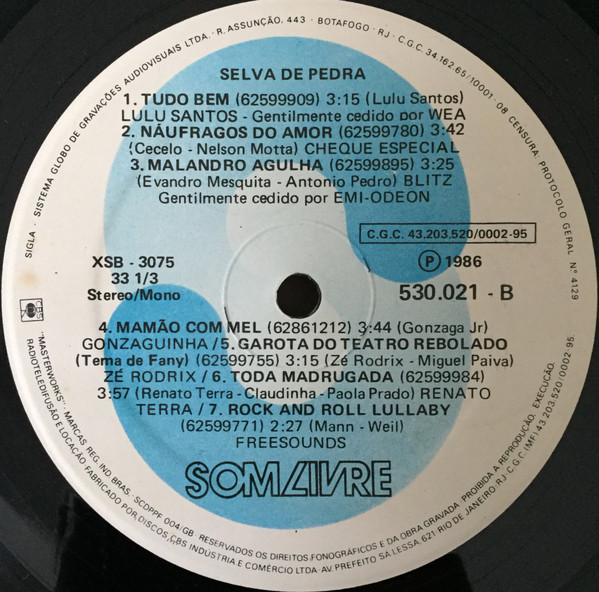 SIGLA · SISTEMA GLOBO DE GRAVAÇÕES AUDIOVISUAIS LTDA. · R. ASSUNÇÃO, 443 · BOTAFOGO · RJ · C.G.C. 34.162.65/10001 · 08 CENSURA: PROTOCOLO GERAL Nº 4129
SELVA DE PEDRA
1. TUDO BEM (62599909) 3:15 (Lulu Santos)
LULU SANTOS - Gentilmente cedido por WEA
2. NÁUFRAGOS DO AMOR (62599780) 3:42
(Cecelo - Nelson Motta) CHEQUE ESPECIAL
3. MALANDRO AGULHA (62599895) 3:25
(Evandro Mesquita - Antonio Pedro) BLITZ
Gentilmente cedido por EMI-ODEON
C.G.C. 43.203.520/0002-95
XSB - 3075
33 1/3
Stereo/Mono
P 1986
530.021 - B
4. MAMÃO COM MEL (62861212) 3:44 (Gonzaga Jr)
GONZAGUINHA/5. GAROTA DO TEATRO REBOLADO
(Tema de Fany) (62599755) 3:15 (Zé Rodrix - Miguel Paiva)
ZÉ RODRIX/6. TODA MADRUGADA (62599984)
3:57 (Renato Terra - Claudinha - Paola Prado) RENATO
TERRA/7. ROCK AND ROLL LULLABY
(62599771) 2:27 (Mann - Weil)
FREESOUNDS
SOM LIVRE
CBS
"MASTERWORKS" · MARCAS REG. IND. BRAS. · SCDPPF 004/GB · RESERVADOS OS DIREITOS FONOGRÁFICOS E DA OBRA GRAVADA. PROIBIDA A REPRODUÇÃO, EXECUÇÃO,
RADIOTELEDIFUSÃO E LOCAÇÃO. FABRICADO POR DISCOS CBS INDÚSTRIA E COMÉRCIO LTDA · AV. PREFEITO SÁ LESSA, 621 RIO DE JANEIRO · RJ · C.G.C. (MF) 43.203.520/0002-95